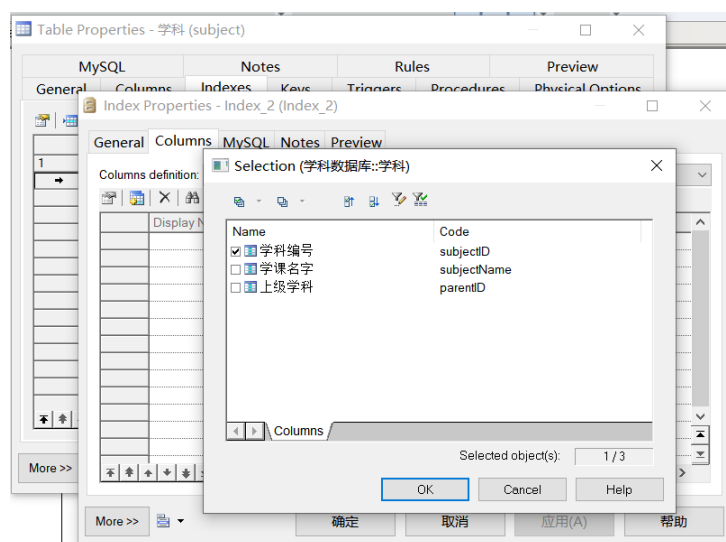 Table Properties - 学科 (subject)
MySQL Notes Rules Preview
General Columns Indexes Keys Triggers Procedures Physical Options
Index Properties - Index_2 (Index_2)
General Columns MySQL Notes Preview
1
Columns definition:
Display N
Selection (学科数据库::学科)
Name Code
学科编号 subjectID
学课名字 subjectName
上级学科 parentID
Columns
Selected object(s): 1 / 3
OK Cancel Help
More >>
More >> 确定 取消 应用(A) 帮助